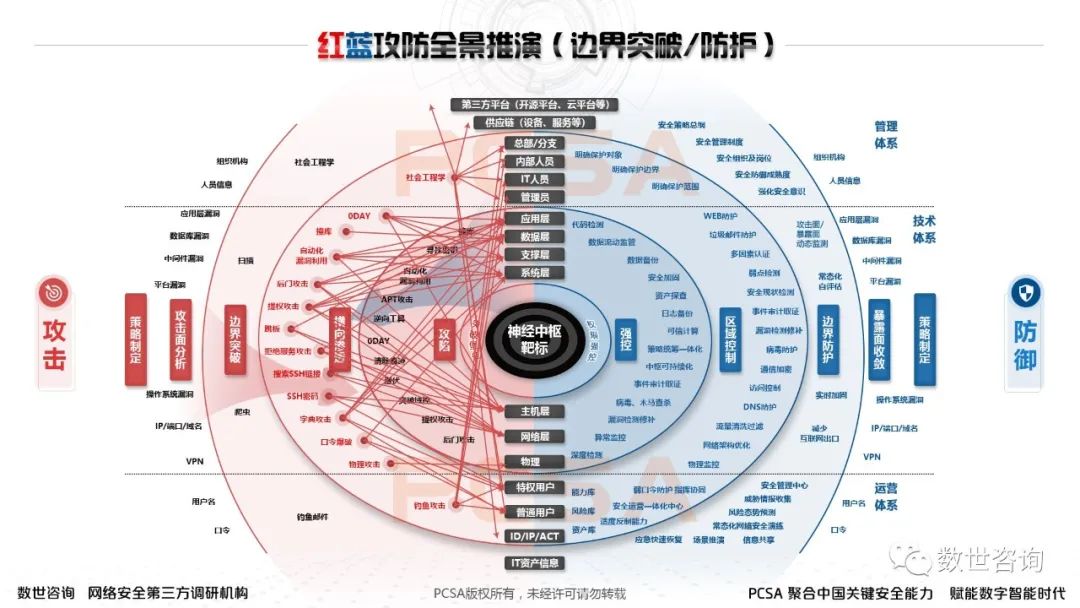 红蓝攻防全景推演（边界突破/防护）
第三方平台（开源平台、云平台等）
供应链（设备、服务等）
总部/分支
内部人员
IT人员
管理员
应用层
数据层
支撑层
系统层
神经中枢
靶标
主机层
网络层
物理
特权用户
普通用户
ID/IP/ACT
IT资产信息
攻击
策略制定
攻击面分析
边界突破
攻陷
组织机构
人员信息
社会工程学
社会工程学
应用层漏洞
数据库漏洞
中间件漏洞
平台漏洞
扫描
操作系统漏洞
爬虫
IP/端口/域名
VPN
用户名
口令
钓鱼邮件
0DAY
撞库
自动化
漏洞利用
后门攻击
提权攻击
跳板
拒绝服务攻击
搜索SSH链接
SSH密码
字典攻击
口令爆破
物理攻击
钓鱼攻击
自动化
APT攻击
逆向工具
0DAY
提权攻击
后门攻击
明确保护对象
明确保护边界
明确保护范围
安全策略总纲
安全管理制度
安全组织及岗位
安全防御成熟度
强化安全意识
管理
体系
组织机构
人员信息
代码检测
数据流动监管
数据备份
安全加固
资产探查
日志备份
可信计算
策略统筹一体化
中枢可持续化
事件审计取证
病毒、木马查杀
漏洞检测修补
异常监控
深度检测
强控
WEB防护
垃圾邮件防护
多因素认证
弱点检测
安全现状检测
事件审计取证
漏洞检测修补
病毒防护
通信加密
访问控制
DNS防护
流量清洗过滤
网络架构优化
物理监控
区域控制
攻击面/
暴露面
动态监测
常态化
自评估
边界防护
实时加固
减少
互联网出口
应用层漏洞
技术
体系
数据库漏洞
中间件漏洞
平台漏洞
暴露面收敛
策略制定
防御
操作系统漏洞
IP/端口/域名
VPN
能力库
风险库
资产库
弱口令防护 撞库协同
安全运营一体化中心
适度反制能力
应急快速恢复
场景推演
信息共享
安全管理中心
威胁情报收集
风险态势预测
常态化网络安全演练
运营
体系
用户名
口令
PCSA
PCSA
数世咨询
数世咨询 网络安全第三方调研机构
PCSA版权所有，未经许可请勿转载
PCSA 聚合中国关键安全能力 赋能数字智能时代